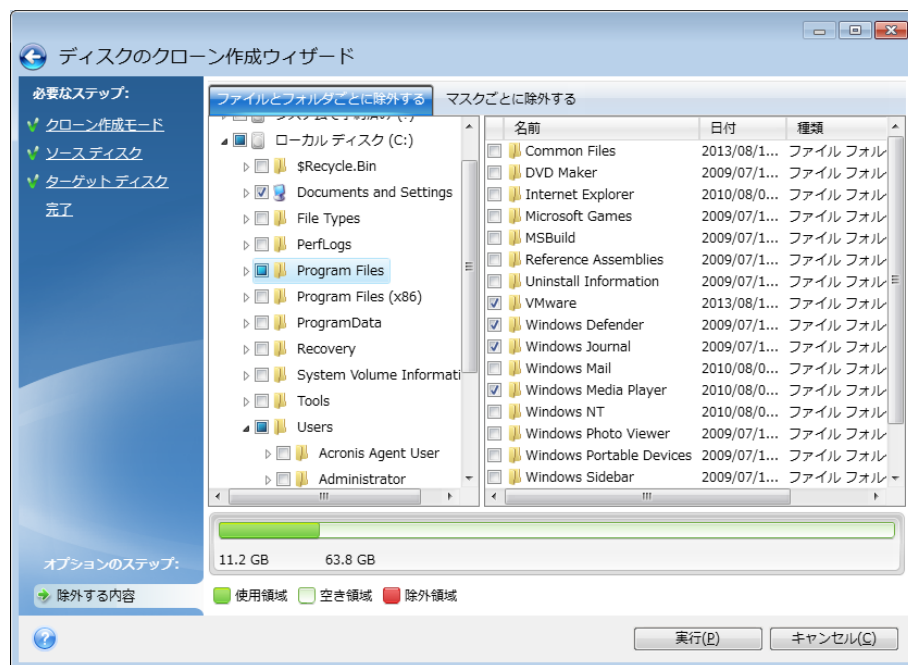 ディスクのクローン作成ウィザード
必要なステップ:
クローン作成モード
ソース ディスク
ターゲット ディスク
完了
オプションのステップ:
除外する内容
ファイルとフォルダごとに除外する
マスクごとに除外する
ローカル ディスク (C:)
$Recycle.Bin
Documents and Settings
File Types
PerfLogs
Program Files
Program Files (x86)
ProgramData
Recovery
System Volume Informati
Tools
Users
Acronis Agent User
Administrator
名前 日付 種類
Common Files 2013/08/1... ファイル フォル
DVD Maker 2009/07/1... ファイル フォル
Internet Explorer 2010/08/0... ファイル フォル
Microsoft Games 2009/07/1... ファイル フォル
MSBuild 2009/07/1... ファイル フォル
Reference Assemblies 2009/07/1... ファイル フォル
Uninstall Information 2009/07/1... ファイル フォル
VMware 2013/08/1... ファイル フォル
Windows Defender 2009/07/1... ファイル フォル
Windows Journal 2009/07/1... ファイル フォル
Windows Mail 2010/08/0... ファイル フォル
Windows Media Player 2010/08/0... ファイル フォル
Windows NT 2010/08/0... ファイル フォル
Windows Photo Viewer 2009/07/1... ファイル フォル
Windows Portable Devices 2009/07/1... ファイル フォル
Windows Sidebar 2009/07/1... ファイル フォル
11.2 GB 63.8 GB
使用領域 空き領域 除外領域
実行(P) キャンセル(C)